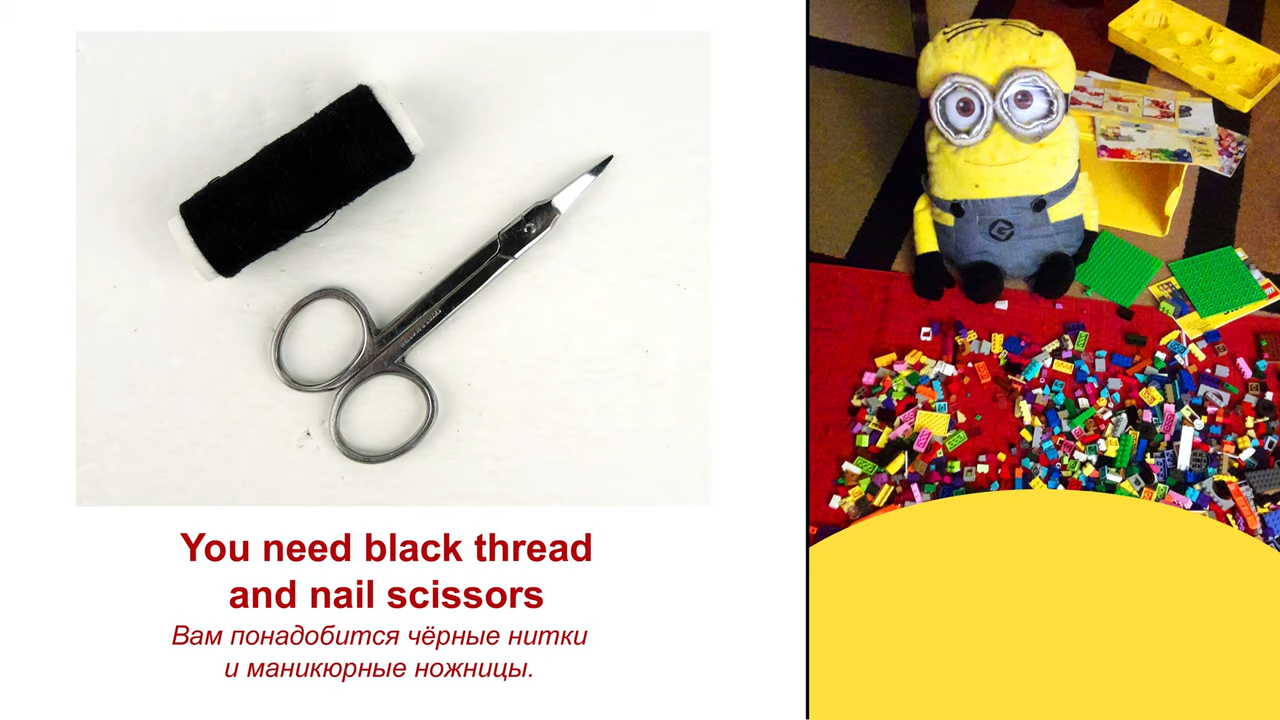 You need black thread
and nail scissors
Вам понадобится чёрные нитки
и маникюрные ножницы.